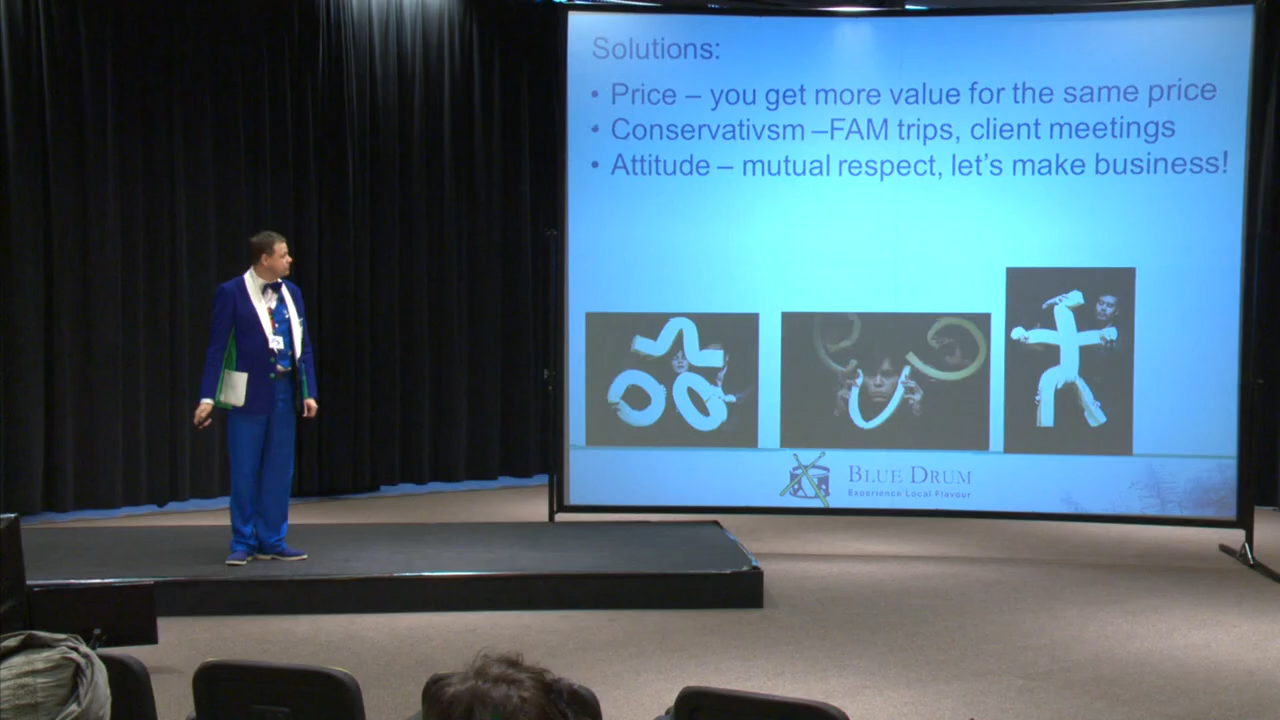 Solutions:
• Price – you get more value for the same price
• Conservativsm –FAM trips, client meetings
• Attitude – mutual respect, let's make business!
BLUE DRUM
Experience Local Flavour